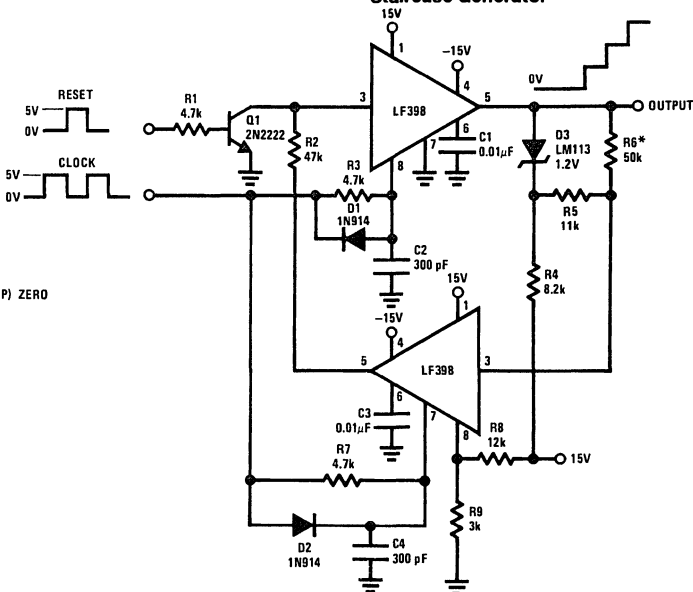 Staircase Generator
15V
1
−15V
4
3
5
LF398
6
7
8
C1
0.01μF
0V
OUTPUT
D3
LM113
1.2V
R6*
50k
R5
11k
R4
8.2k
RESET
5V
0V
R1
4.7k
Q1
2N2222
R2
47k
CLOCK
5V
0V
R3
4.7k
D1
1N914
C2
300 pF
P) ZERO
15V
1
−15V
4
5
LF398
3
6
7
8
C3
0.01μF
R8
12k
15V
R7
4.7k
R9
3k
D2
1N914
C4
300 pF